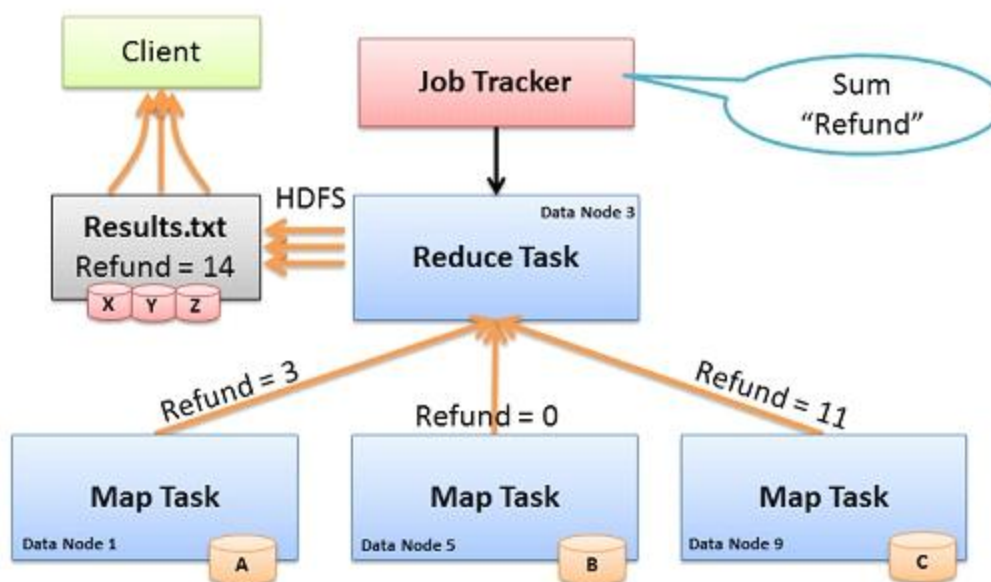 Client
Job Tracker
Sum
“Refund”
HDFS
Results.txt
Refund = 14
X Y Z
Data Node 3
Reduce Task
Refund = 3
Refund = 0
Refund = 11
Map Task
Data Node 1
A
Map Task
Data Node 5
B
Map Task
Data Node 9
C